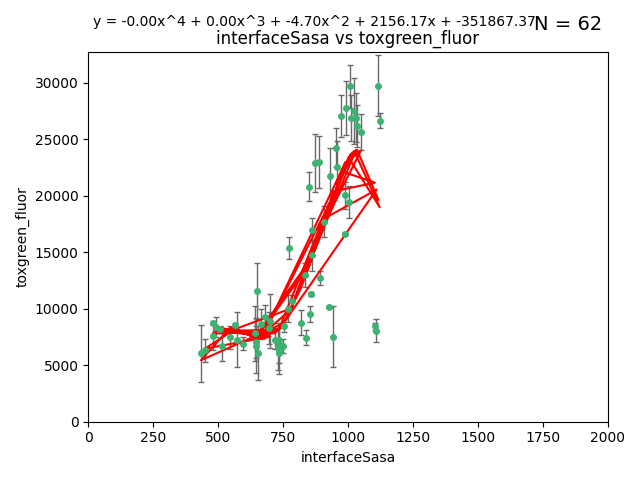 y = -0.00x^4 + 0.00x^3 + -4.70x^2 + 2156.17x + -351867.37
N = 62
interfaceSasa vs toxgreen_fluor
30000
25000
20000
15000
10000
5000
0
toxgreen_fluor
0 250 500 750 1000 1250 1500 1750 2000
interfaceSasa